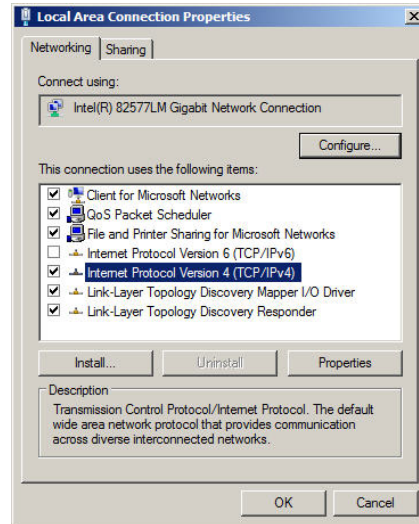 Local Area Connection Properties
Networking Sharing
Connect using:
Intel(R) 82577LM Gigabit Network Connection
Configure...
This connection uses the following items:
Client for Microsoft Networks
QoS Packet Scheduler
File and Printer Sharing for Microsoft Networks
Internet Protocol Version 6 (TCP/IPv6)
Internet Protocol Version 4 (TCP/IPv4)
Link-Layer Topology Discovery Mapper I/O Driver
Link-Layer Topology Discovery Responder
Install... Uninstall Properties
Description
Transmission Control Protocol/Internet Protocol. The default
wide area network protocol that provides communication
across diverse interconnected networks.
OK Cancel